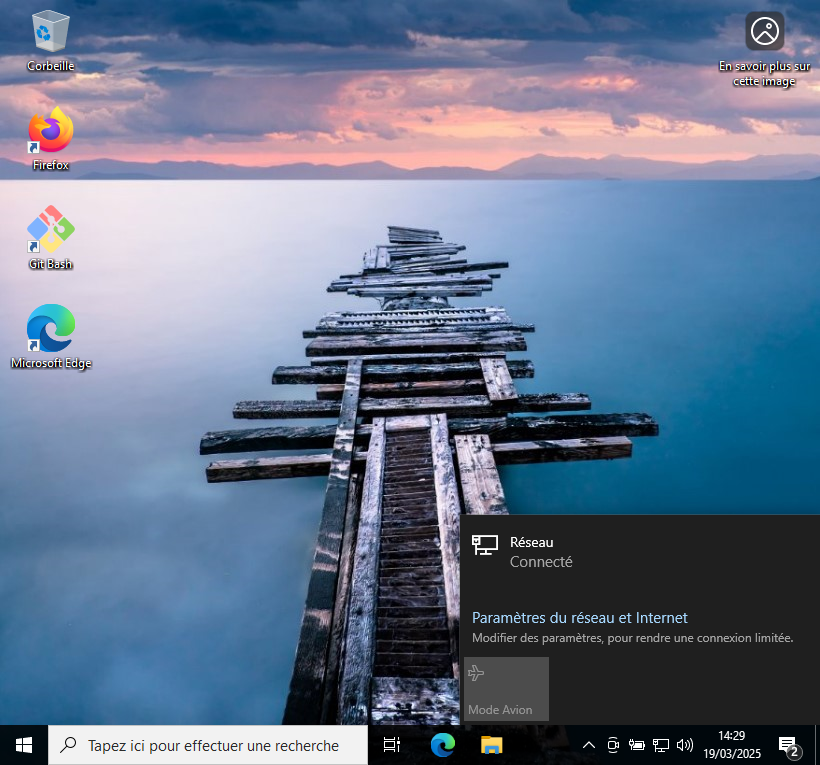 Corbeille
En savoir plus sur
cette image
Firefox
Git Bash
Microsoft Edge
Réseau
Connecté
Paramètres du réseau et Internet
Modifier des paramètres, pour rendre une connexion limitée.
Mode Avion
Tapez ici pour effectuer une recherche
14:29
19/03/2025
2